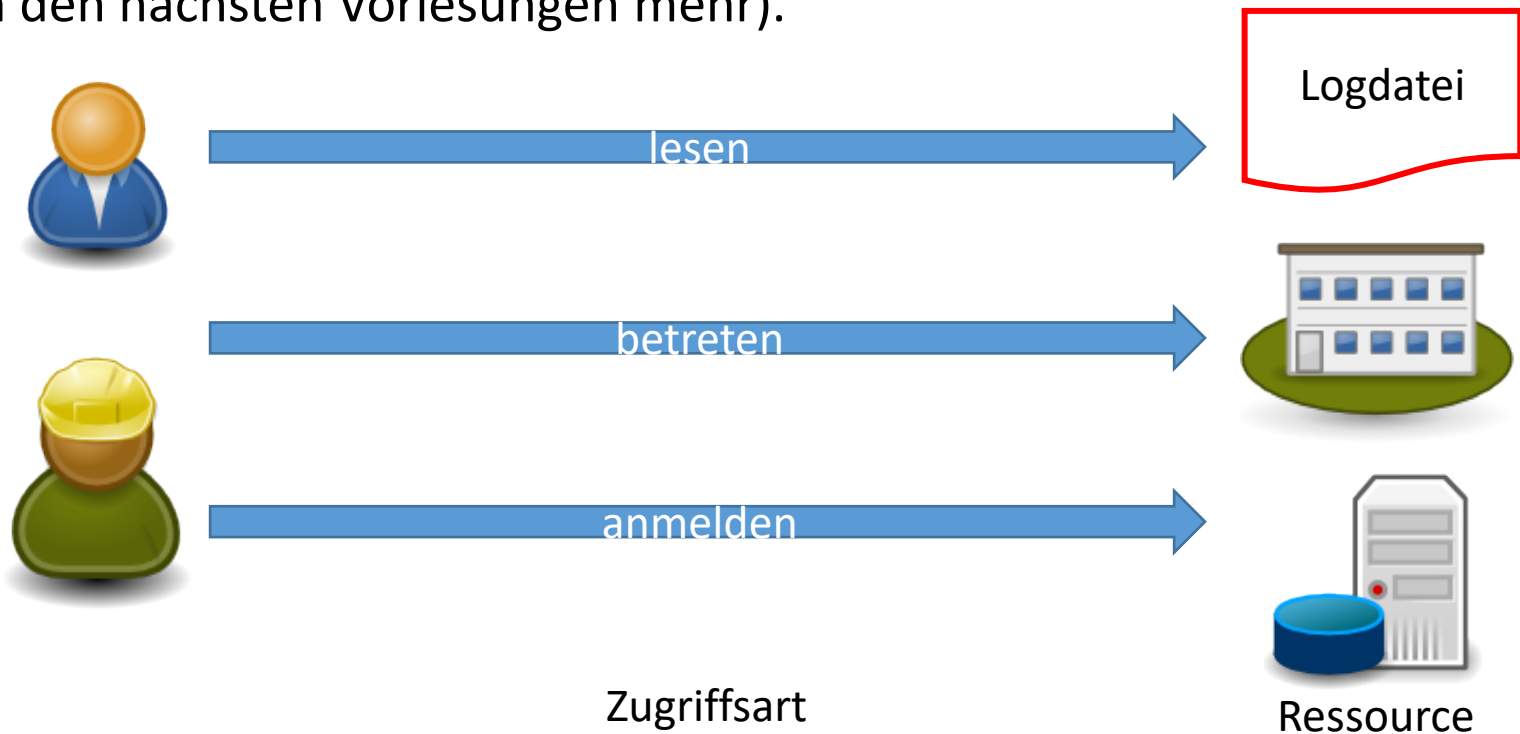 den nächsten Vorlesungen mehr).
Logdatei
lesen
betreten
anmelden
Zugriffsart
Ressource